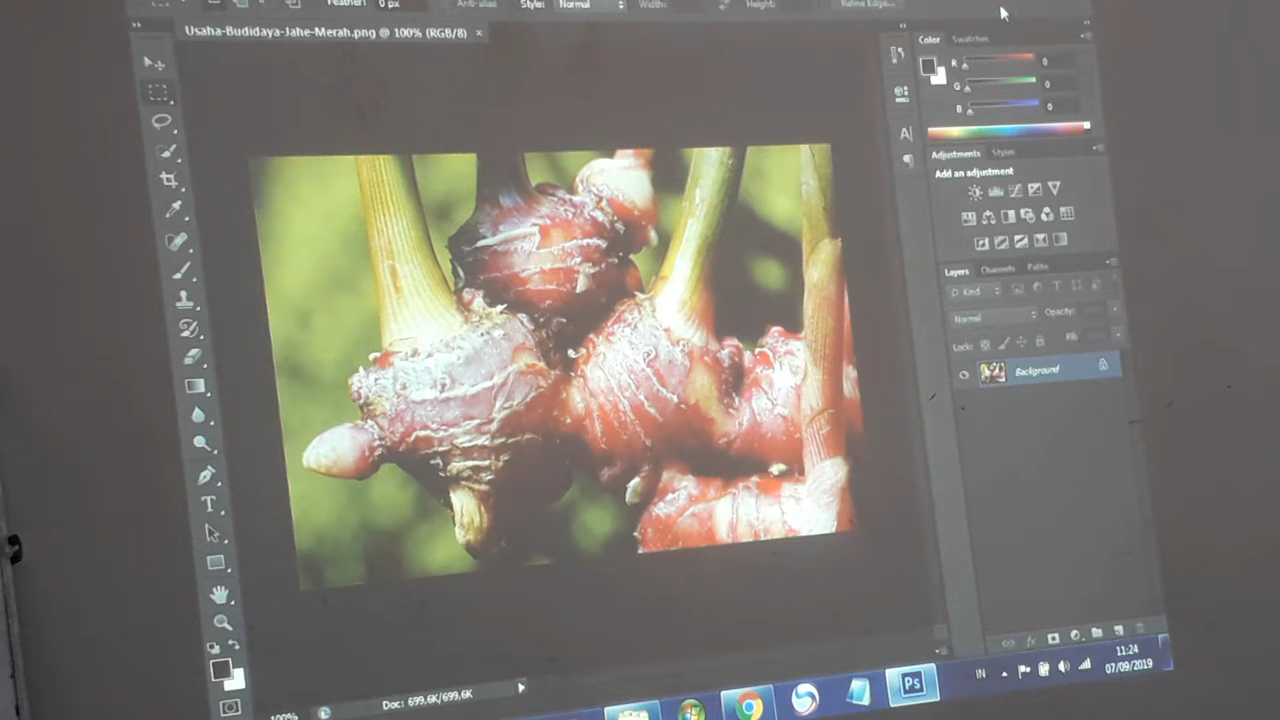 Feather: 0 px Anti-alias Style: Normal Width: Height: Refine Edge...
Usaha-Budidaya-Jahe-Merah.png @ 100% (RGB/8) ×
Color Swatches
R 0
G 0
B 0
Adjustments Styles
Add an adjustment
Layers Channels Paths
Kind
Normal Opacity:
Lock: Fill:
Background
100% Doc: 699,6K/699,6K
Ps
IN
11:24
07/09/2019